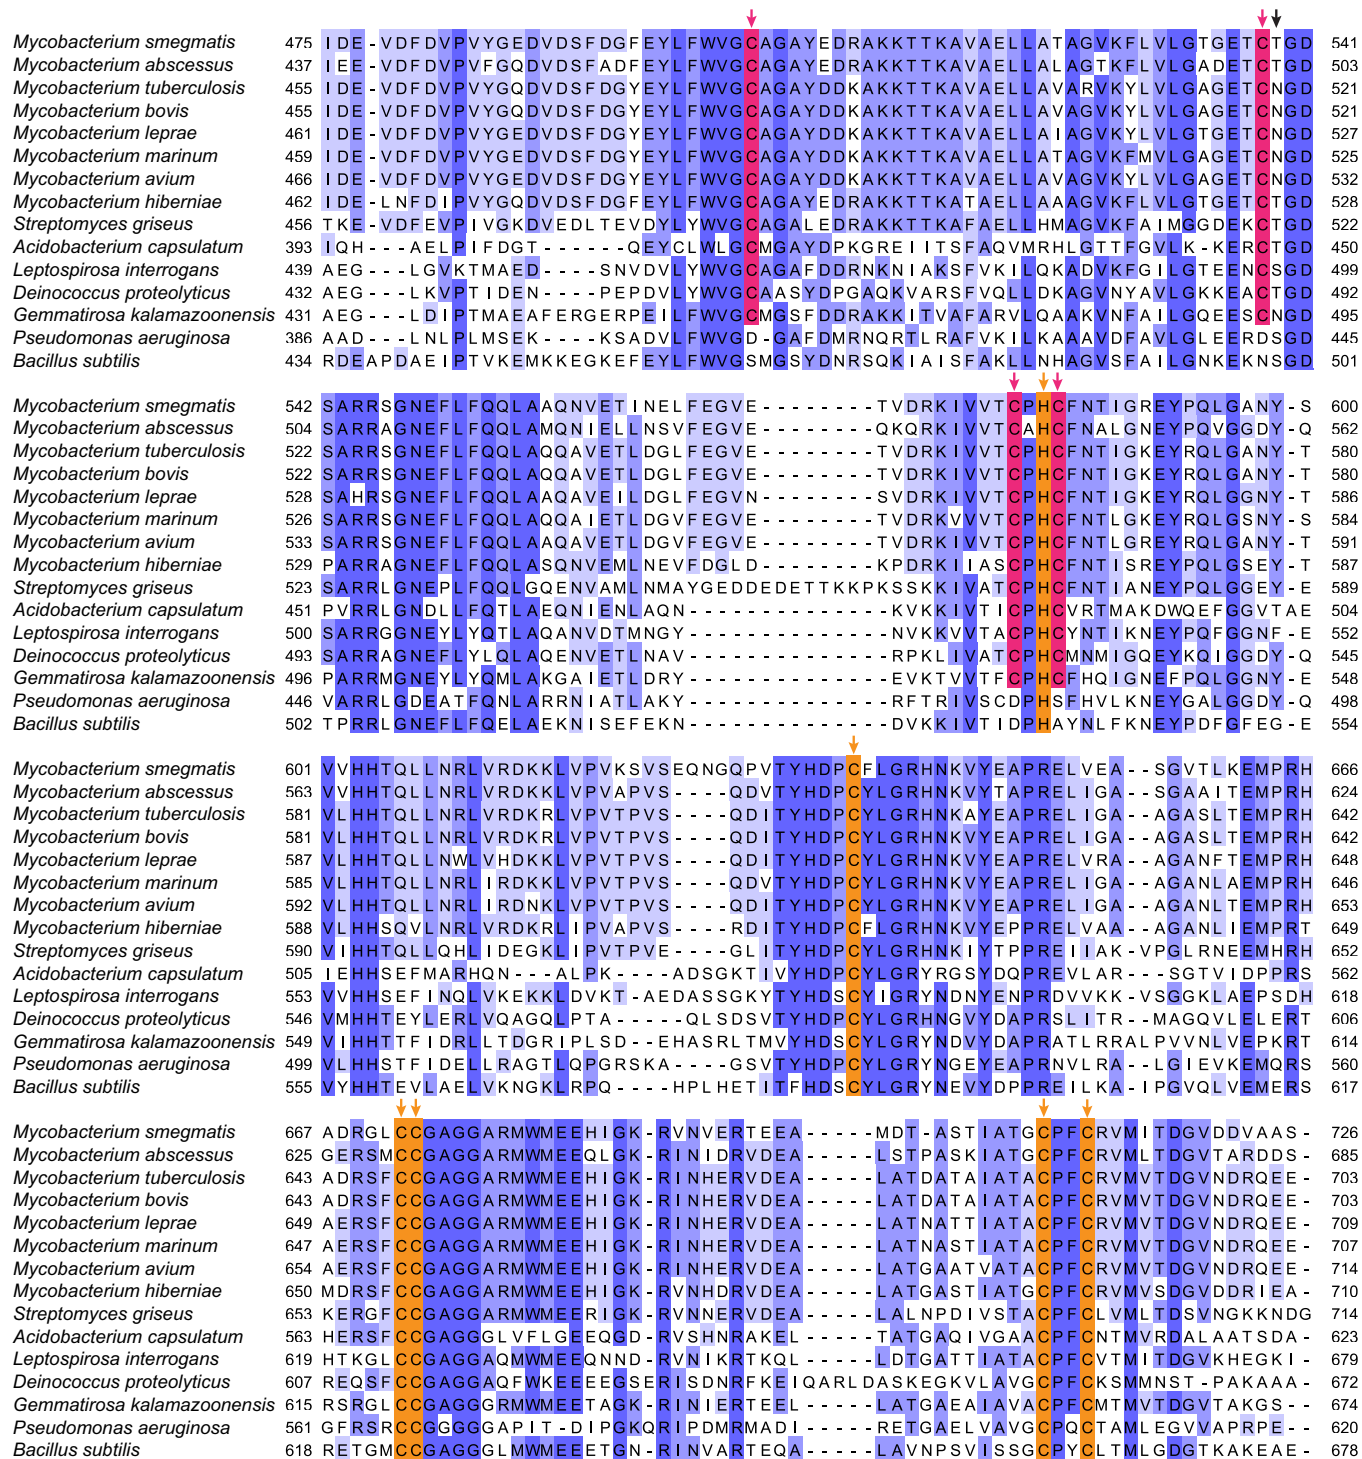 Mycobacterium smegmatis 475 IDE-VDFDVPVYGEDVDSFDGFEYLFWVGCAGAYEDRAKKTTKAVAELLATAGVKFLVLGTGETCTGD 541
Mycobacterium abscessus 437 IEE-VDFDVPVFGQDVDSFADFEYLFWVGCAGAYEDRAKKTTKAVAELLALAGTKFLVLGADETCTGD 503
Mycobacterium tuberculosis 455 IDE-VDFDVPVYGQDVDSFDGYEYLFWVGCAGAYDDKAKKTTKAVAELLAVARVKYLVLGAGETCNGD 521
Mycobacterium bovis 455 IDE-VDFDVPVYGQDVDSFDGYEYLFWVGCAGAYDDKAKKTTKAVAELLAVAGVKYLVLGAGETCNGD 521
Mycobacterium leprae 461 IDE-VDFDVPVYGEDVDSFDGYEYLFWVGCAGAYDDKAKKTTKAVAELLAIAGVKYLVLGTGETCNGD 527
Mycobacterium marinum 459 IDE-VDFDVPVYGEDVDSFDGYEYLFWVGCAGAYDDKAKKTTKAVAELLATAGVKFMVLGAGETCNGD 525
Mycobacterium avium 466 IDE-VDFDVPVYGEDVDSFDGYEYLFWVGCAGAYDDKAKKTTKAVAELLAVAGVKYLVLGAGETCNGD 532
Mycobacterium hiberniae 462 IDE-LNFDIPVYGQDVDSFDGFEYLFWVGCAGAYDDKAKKTTKATAELLAAAGVKFLVLGTDETCTGD 528
Streptomyces griseus 456 TKE-VDFEVPIVGKDVEDLTEVDYLYWVGCAGALEDRAKKTTKAFAELLHMAGVKFAIMGGDEKCTGD 522
Acidobacterium capsulatum 393 IQH---AELPIFDGT------QEYCLWLGCMGAYDPKGREIITSFAQVMRHLGTTFGVLK-KERCTGD 450
Leptospirosa interrogans 439 AEG---LGVKTMAED----SNVDVLYWVGCAGAFDDRNKNIAKSFVKILQKADVKFGILGTEENCSGD 499
Deinococcus proteolyticus 432 AEG---LKVPTIDEN----PEPDVLYWVGCAASYDPGAQKVARSFVQLLDKAGVNYAVLGKKEACTGD 492
Gemmatirosa kalamazoonensis 431 AEG---LDIPTMAEAFERGERPEILFWVGCMGSFDDRAKKITVAFARVLQAAKVNFAILGQEESCNGD 495
Pseudomonas aeruginosa 386 AAD---LNLPLMSEK----KSADVLFWVGD-GAFDMRNQRTLRAFVKILKAAAVDFAVLGLEERDSGD 445
Bacillus subtilis 434 RDEAPDAEIPTVKEMKKEGKEFEYLFWVGSMGSYDNRSQKIAISFAKLLNHAGVSFAILGNKEKNSGD 501
Mycobacterium smegmatis 542 SARRSGNEFLFQQLAAQNVETINELFEGVE--------TVDRKIVVTCPHCFNTIGREYPQLGANY-S 600
Mycobacterium abscessus 504 SARRAGNEFLFQQLAMQNIELLNSVFEGVE--------QKQRKIVVTCAHCFNALGNEYPQVGGDY-Q 562
Mycobacterium tuberculosis 522 SARRSGNEFLFQQLAQQAVETLDGLFEGVE--------TVDRKIVVTCPHCFNTIGKEYRQLGANY-T 580
Mycobacterium bovis 522 SARRSGNEFLFQQLAQQAVETLDGLFEGVE--------TVDRKIVVTCPHCFNTIGKEYRQLGANY-T 580
Mycobacterium leprae 528 SAHRSGNEFLFQQLAAQAVEILDGLFEGVN--------SVDRKIVVTCPHCFNTIGKEYRQLGGNY-T 586
Mycobacterium marinum 526 SARRSGNEFLFQQLAQQAIETLDGVFEGVE--------TVDRKVVVTCPHCFNTLGKEYRQLGSNY-S 584
Mycobacterium avium 533 SARRSGNEFLFQQLAAQAVETLDGVFEGVE--------TVDRKIVVTCPHCFNTLGREYRQLGANY-T 591
Mycobacterium hiberniae 529 PARRAGNEFLFQQLAAQNVEMLNEVFDGLD--------KPDRKIIASCPHCFNTISREYPQLGSEY-T 587
Streptomyces griseus 523 SARRLGNEPLFQQLGQENVAMLNMAYGEDDEDETTKKPKSSKKIVATCPHCFNTIANEYPQLGGEY-E 589
Acidobacterium capsulatum 451 PVRRLGNDLLFQTLAEQNIENLAQN-------------KVKKIVTICPHCVRTMAKDWQEFGGVTAE 504
Leptospirosa interrogans 500 SARRGGNEYLYQTLAQANVDTMNGY-------------NVKKVVTACPHCYNTIKNEYPQFGGNF-E 552
Deinococcus proteolyticus 493 SARRAGNEFLYLQLAQENVETLNAV-------------RPKLIVATCPHCMNMIGQEYKQIGGDY-Q 545
Gemmatirosa kalamazoonensis 496 PARRMGNEYLYQMLAKGAIETLDRY-------------EVKTVVTFCPHCFHQIGNEFPQLGGNY-E 548
Pseudomonas aeruginosa 446 VARRLGDEATFQNLARRNIATLAKY-------------RFTRIVSCDPHSFHVLKNEYGALGGDY-Q 498
Bacillus subtilis 502 TPRRLGNEFLFQELAEKNISEFEKN-------------DVKKIVTIDPHAYNLFKNEYPDFGFEG-E 554
Mycobacterium smegmatis 601 VVHHTQLLNRLVRDKKLVPVKSVSEQNGQPVTYHDPCFLGRHNKVYEAPRELVEA--SGVTLKEMPRH 666
Mycobacterium abscessus 563 VVHHTQLLNRLVRDKKLVPVAPVS----QDVTYHDPCYLGRHNKVYTAPRELIGA--SGAAITEMPRH 624
Mycobacterium tuberculosis 581 VLHHTQLLNRLVRDKRLVPVTPVS----QDITYHDPCYLGRHNKAYEAPRELIGA--AGASLTEMPRH 642
Mycobacterium bovis 581 VLHHTQLLNRLVRDKRLVPVTPVS----QDITYHDPCYLGRHNKVYEAPRELIGA--AGASLTEMPRH 642
Mycobacterium leprae 587 VLHHTQLLNWLVHDKKLVPVTPVS----QDITYHDPCYLGRHNKVYEAPRELVRA--AGANFTEMPRH 648
Mycobacterium marinum 585 VLHHTQLLNRLIRDKKLVPVTPVS----QDVTYHDPCYLGRHNKVYEAPRELIGA--AGANLAEMPRH 646
Mycobacterium avium 592 VLHHTQLLNRLIRDNKLVPVTPVS----QDITYHDPCYLGRHNKVYEAPRELIGA--AGANLTEMPRH 653
Mycobacterium hiberniae 588 VLHHSQVLNRLVRDKRLIPVAPVS----RDITYHDPCFLGRHNKVYEPPRELVAA--AGANLIEMPRT 649
Streptomyces griseus 590 VIHHTQLLQHLIDEGKLIPVTPVE----GLITYHDPCYLGRHNKIYTPPREIIAK-VPGLRNEEMHRH 652
Acidobacterium capsulatum 505 IEHHSEFMARHQN---ALPK----ADSGKTIVYHDPCYLGRYRGSYDQPREVLAR---SGTVIDPPRS 562
Leptospirosa interrogans 553 VVHHSEFINQLVKEKKLDVKT-AEDASSGKYTYHDSCYIGRYNDNYENPRDVVKK-VSGGKLAEPSDH 618
Deinococcus proteolyticus 546 VMHHTEYLERLVQAGQLPTA-----QLSDSVTYHDPCYLGRHNGVYDAPRSLITR--MAGQVLELERT 606
Gemmatirosa kalamazoonensis 549 VIHHTTFIDRLLTDGRIPLSD--EHASRLTMVYHDSCYLGRYNDVYDAPRATLRRALPVVNLVEPKRT 614
Pseudomonas aeruginosa 499 VLHHSTFIDELLRAGTLQPGRSKA----GSVTYHDPCYLGRYNGEYEAPRNVLRA--LGIEVKEMQRS 560
Bacillus subtilis 555 VYHHTEVLAELVKNGKLRPQ----HPLHETITFHDSCYLGRYNEVYDPPREILKA-IPGVQLVEMERS 617
Mycobacterium smegmatis 667 ADRGLCCGAGGARMWMEEHIGK-RVNVERTEEA-----MDT-ASTIATGCPFCRVMITDGVDDVAAS- 726
Mycobacterium abscessus 625 GERSMCCGAGGARMWMEEQLGK-RINIDRVDEA-----LSTPASKIATGCPFCRVMLTDGVTARDDS- 685
Mycobacterium tuberculosis 643 ADRSFCCGAGGARMWMEEHIGK-RINHERVDEA-----LATDATAIATACPFCRVMVTDGVNDRQEE- 703
Mycobacterium bovis 643 ADRSFCCGAGGARMWMEEHIGK-RINHERVDEA-----LATDATAIATACPFCRVMVTDGVNDRQEE- 703
Mycobacterium leprae 649 AERSFCCGAGGARMWMEEHIGK-RINHERVDEA-----LATNATTIATACPFCRVMVTDGVNDRQEE- 709
Mycobacterium marinum 647 AERSFCCGAGGARMWMEEHIGK-RINHERVDEA-----LATNASTIATACPFCRVMVTDGVNDRQEE- 707
Mycobacterium avium 654 AERSFCCGAGGARMWMEEHIGK-RINHERVDEA-----LATGAATVATACPFCRVMVTDGVNDRQEE- 714
Mycobacterium hiberniae 650 MDRSFCCGAGGARMWMEEHIGK-RVNHDRVDEA-----LATGASTIATGCPFCRVMVSDGVDDRIEA- 710
Streptomyces griseus 653 KERGFCCGAGGARMWMEERIGK-RVNNERVDEA-----LALNPDIVSTACPFCLVMLTDSVNGKKNDG 714
Acidobacterium capsulatum 563 HERSFCCGAGGGLVFLGEEQGD-RVSHNRAKEL-----TATGAQIVGAACPFCNTMVRDALAATSDA- 623
Leptospirosa interrogans 619 HTKGLCCGAGGAQMWMEEQNND-RVNIKRTKQL-----LDTGATTIATACPFCVTMITDGVKHEGKI- 679
Deinococcus proteolyticus 607 REQSFCCGAGGAQFWKEEEEGSERISDNRFKEIQARLDASKEGKVLAVGCPFCKSMMNST-PAKAAA- 672
Gemmatirosa kalamazoonensis 615 RSRGLCCGAGGGRMWMEEHIGK-RINIERTEEL-----LATGAEAIAVACPFCMTMVTAKGS-- 674
Pseudomonas aeruginosa 561 GFRSRCCGGGGGAPIT-DIPGKQRIPDMRMADI-----RETGAELVAVGCPQCTAMLEGVVAPRPE-- 620
Bacillus subtilis 618 RETGMCCGAGGGLMWMEEETGN-RINVARTEQA-----LAVNPSVISSGCPYCLTMLGDGTKAKEAE- 678